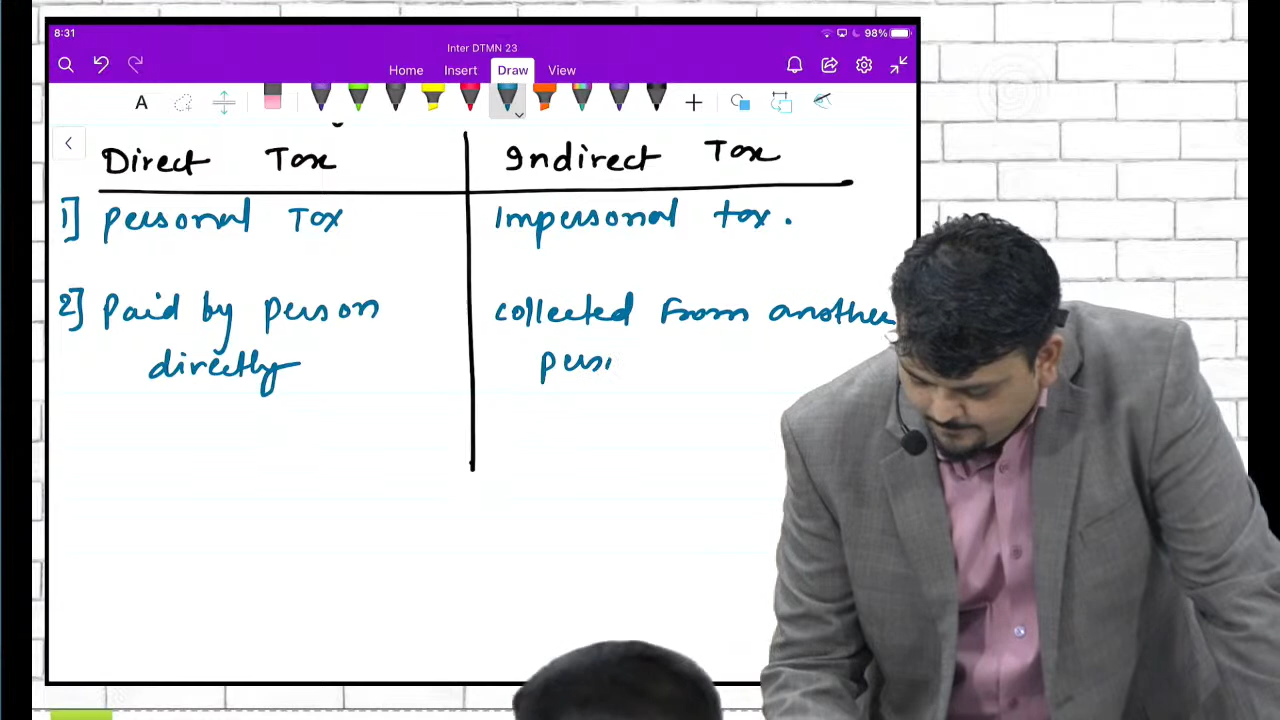 8:31
98%
Inter DTMN 23
Home Insert Draw View
A
Direct Tax Indirect Tax
1] Personal Tax Impersonal tax.
2] Paid by person collected from another
directly pers